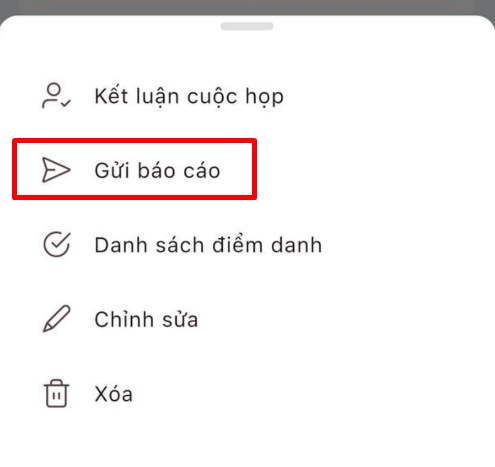 Kết luận cuộc họp
Gửi báo cáo
Danh sách điểm danh
Chỉnh sửa
Xóa